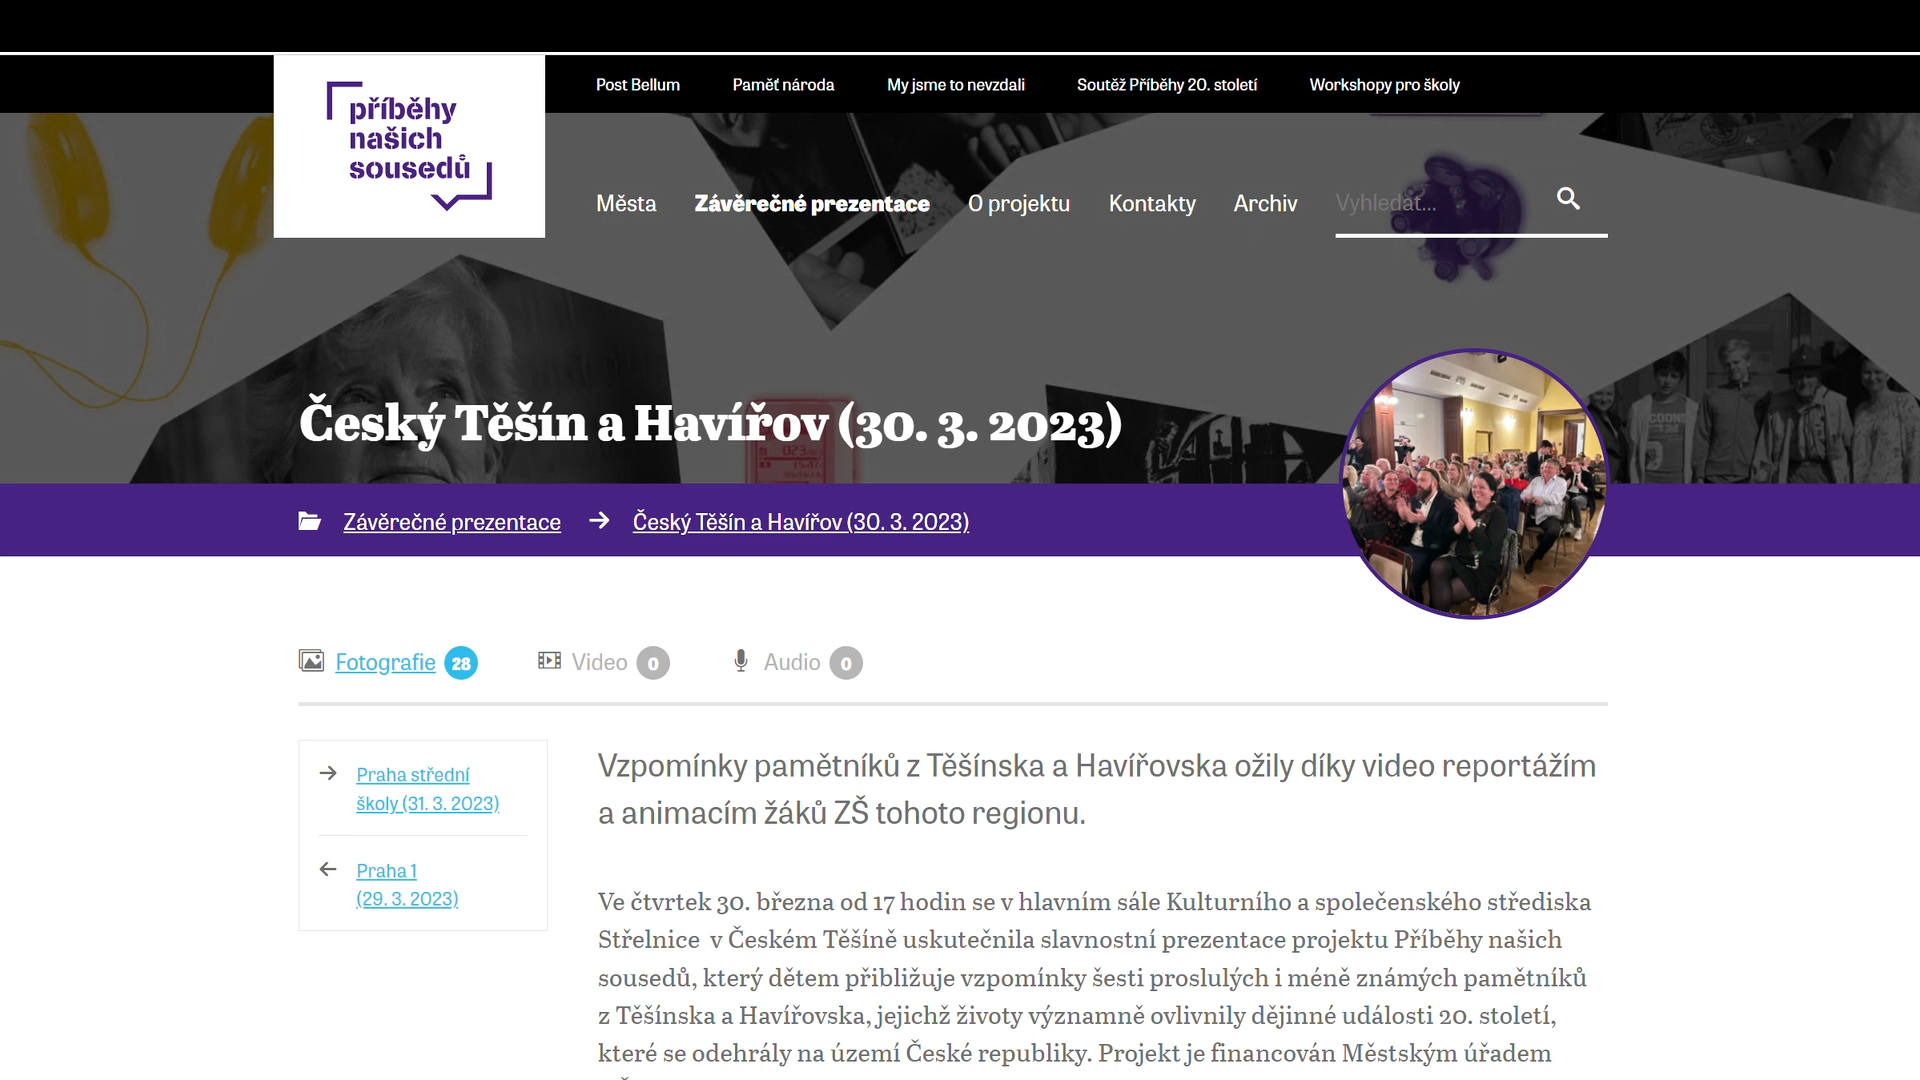 Post Bellum Paměť národa My jsme to nevzdali Soutěž Příběhy 20. století Workshopy pro školy
příběhy
našich
sousedů
Města Závěrečné prezentace O projektu Kontakty Archiv Vyhledat...
Český Těšín a Havířov (30. 3. 2023)
Závěrečné prezentace Český Těšín a Havířov (30. 3. 2023)
Fotografie 28 Video 0 Audio 0
Praha střední
školy (31. 3. 2023)
Praha 1
(29. 3. 2023)
Vzpomínky pamětníků z Těšínska a Havířovska ožily díky video reportážím
a animacím žáků ZŠ tohoto regionu.
Ve čtvrtek 30. března od 17 hodin se v hlavním sále Kulturního a společenského střediska
Střelnice v Českém Těšíně uskutečnila slavnostní prezentace projektu Příběhy našich
sousedů, který dětem přibližuje vzpomínky šesti proslulých i méně známých pamětníků
z Těšínska a Havířovska, jejichž životy významně ovlivnily dějinné události 20. století,
které se odehrály na území České republiky. Projekt je financován Městským úřadem